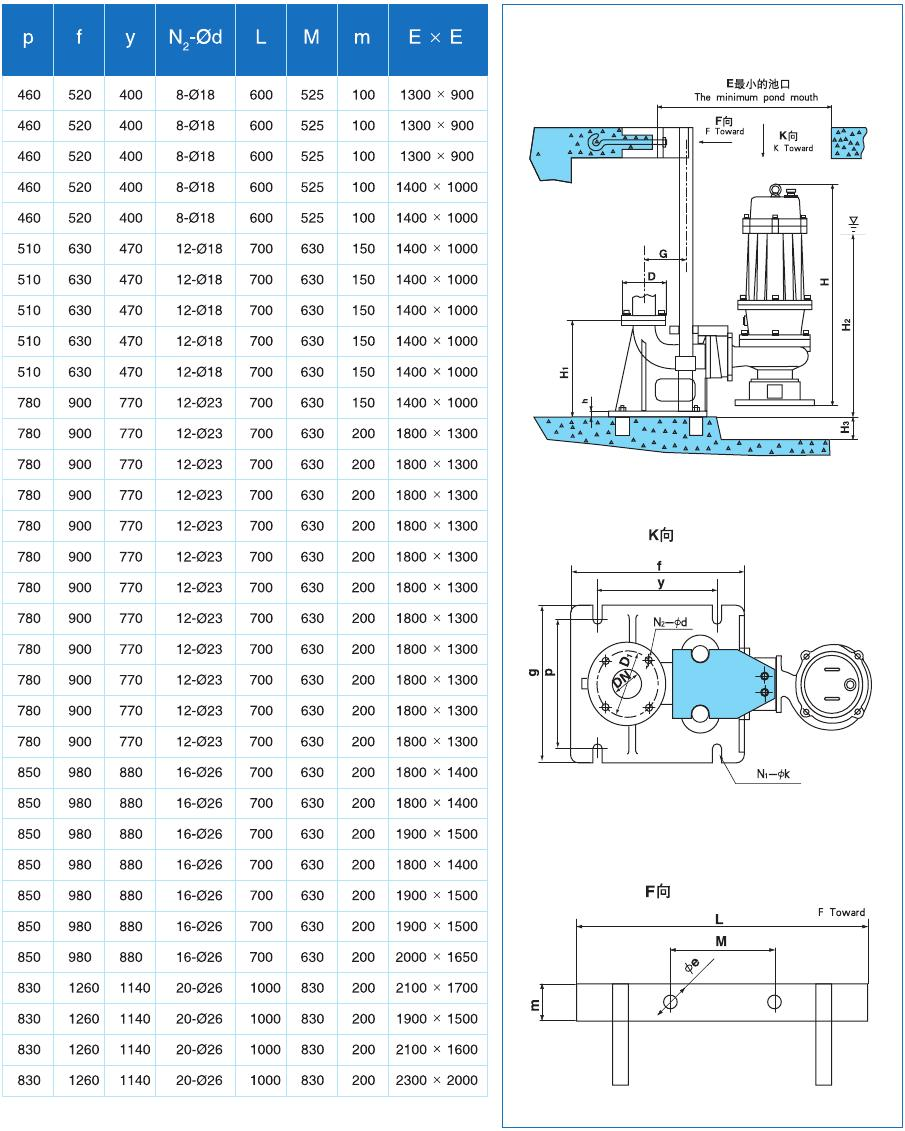 p f y N2-Ød L M m E × E
460 520 400 8-Ø18 600 525 100 1300 × 900
460 520 400 8-Ø18 600 525 100 1300 × 900
460 520 400 8-Ø18 600 525 100 1300 × 900
460 520 400 8-Ø18 600 525 100 1400 × 1000
460 520 400 8-Ø18 600 525 100 1400 × 1000
510 630 470 12-Ø18 700 630 150 1400 × 1000
510 630 470 12-Ø18 700 630 150 1400 × 1000
510 630 470 12-Ø18 700 630 150 1400 × 1000
510 630 470 12-Ø18 700 630 150 1400 × 1000
510 630 470 12-Ø18 700 630 150 1400 × 1000
780 900 770 12-Ø23 700 630 150 1400 × 1000
780 900 770 12-Ø23 700 630 200 1800 × 1300
780 900 770 12-Ø23 700 630 200 1800 × 1300
780 900 770 12-Ø23 700 630 200 1800 × 1300
780 900 770 12-Ø23 700 630 200 1800 × 1300
780 900 770 12-Ø23 700 630 200 1800 × 1300
780 900 770 12-Ø23 700 630 200 1800 × 1300
780 900 770 12-Ø23 700 630 200 1800 × 1300
780 900 770 12-Ø23 700 630 200 1800 × 1300
780 900 770 12-Ø23 700 630 200 1800 × 1300
780 900 770 12-Ø23 700 630 200 1800 × 1300
780 900 770 12-Ø23 700 630 200 1800 × 1300
850 980 880 16-Ø26 700 630 200 1800 × 1400
850 980 880 16-Ø26 700 630 200 1800 × 1400
850 980 880 16-Ø26 700 630 200 1900 × 1500
850 980 880 16-Ø26 700 630 200 1800 × 1400
850 980 880 16-Ø26 700 630 200 1900 × 1500
850 980 880 16-Ø26 700 630 200 1900 × 1500
850 980 880 16-Ø26 700 630 200 2000 × 1650
830 1260 1140 20-Ø26 1000 830 200 2100 × 1700
830 1260 1140 20-Ø26 1000 830 200 1900 × 1500
830 1260 1140 20-Ø26 1000 830 200 2100 × 1600
830 1260 1140 20-Ø26 1000 830 200 2300 × 2000
E最小的池口
The minimum pond mouth
F向
F Toward
K向
K Toward
G
D
H
H2
H1
h
H3
K向
f
y
N2—φd
g
p
D1
DN
N1—φk
F向
F Toward
L
M
φe
m